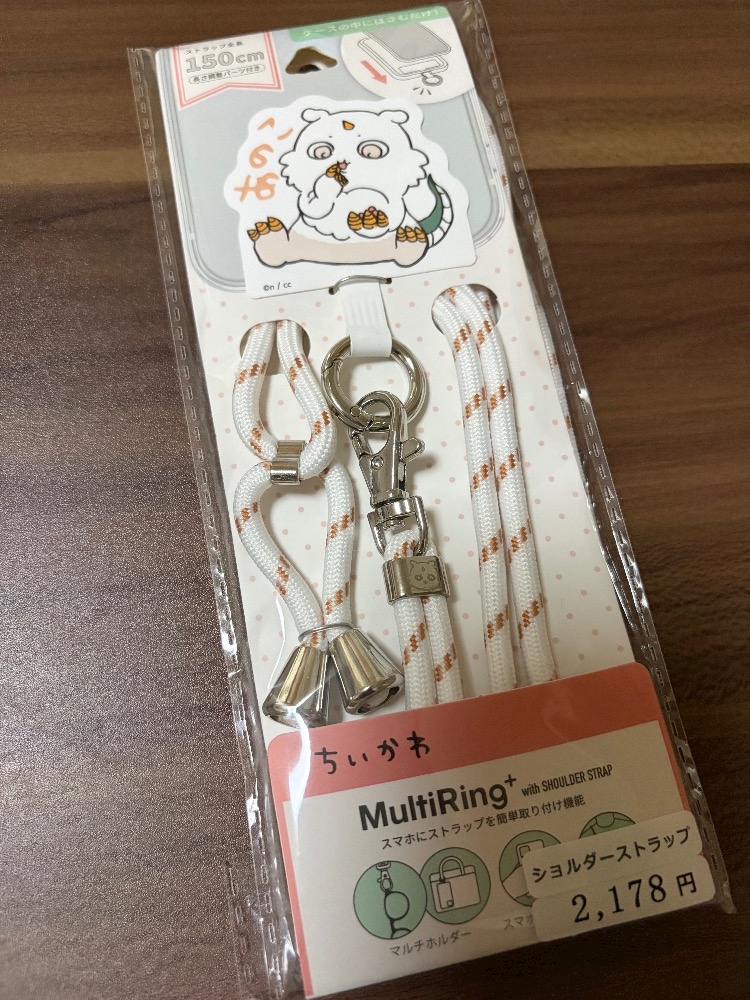 ケースの中にはさむだけ!
ストラップ全長
150cm
長さ調整パーツ付き
©n / cc
ちいかわ
MultiRing+ with SHOULDER STRAP
スマホにストラップを簡単取り付け機能
マルチホルダー
スマホ
ショルダーストラップ
2,178円